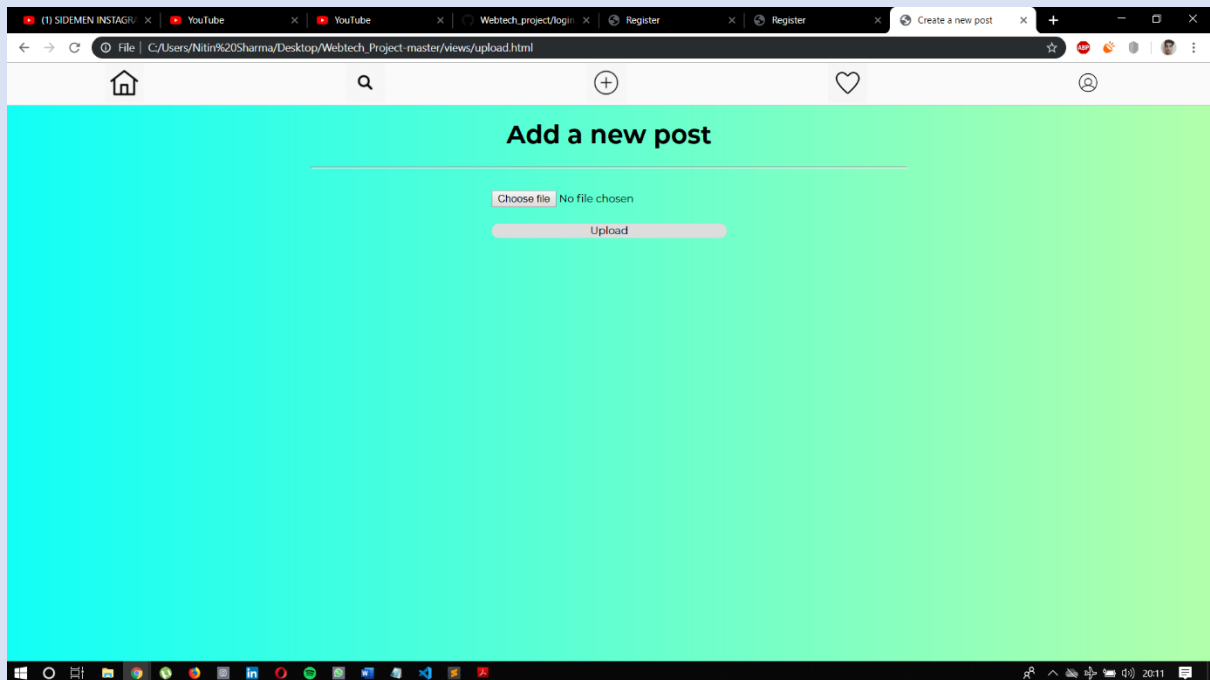 (1) SIDEMEN INSTAGRA
YouTube
YouTube
Webtech_project/login
Register
Register
Create a new post
File | C:/Users/Nitin%20Sharma/Desktop/Webtech_Project-master/views/upload.html
ABP
Add a new post
Choose file No file chosen
Upload
20:11